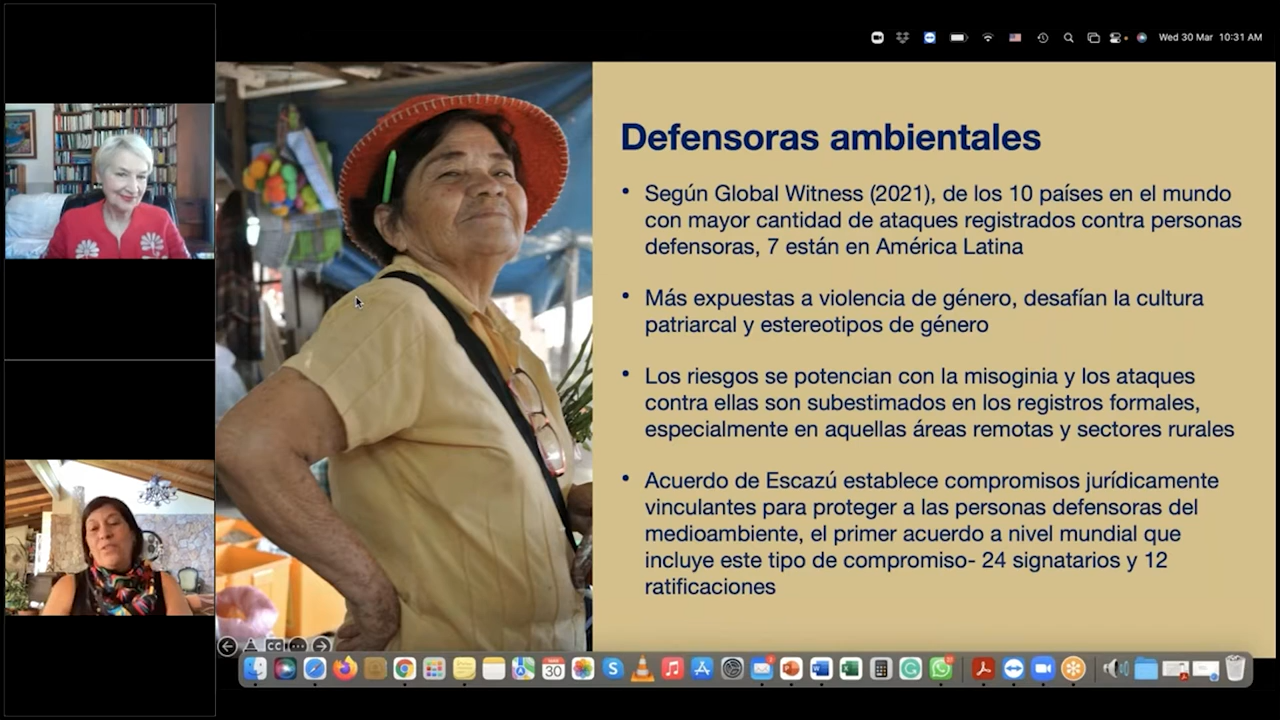 Wed 30 Mar 10:31 AM
Defensoras ambientales
• Según Global Witness (2021), de los 10 países en el mundo
con mayor cantidad de ataques registrados contra personas
defensoras, 7 están en América Latina
• Más expuestas a violencia de género, desafían la cultura
patriarcal y estereotipos de género
• Los riesgos se potencian con la misoginia y los ataques
contra ellas son subestimados en los registros formales,
especialmente en aquellas áreas remotas y sectores rurales
• Acuerdo de Escazú establece compromisos jurídicamente
vinculantes para proteger a las personas defensoras del
medioambiente, el primer acuerdo a nivel mundial que
incluye este tipo de compromiso- 24 signatarios y 12
ratificaciones
CC
30